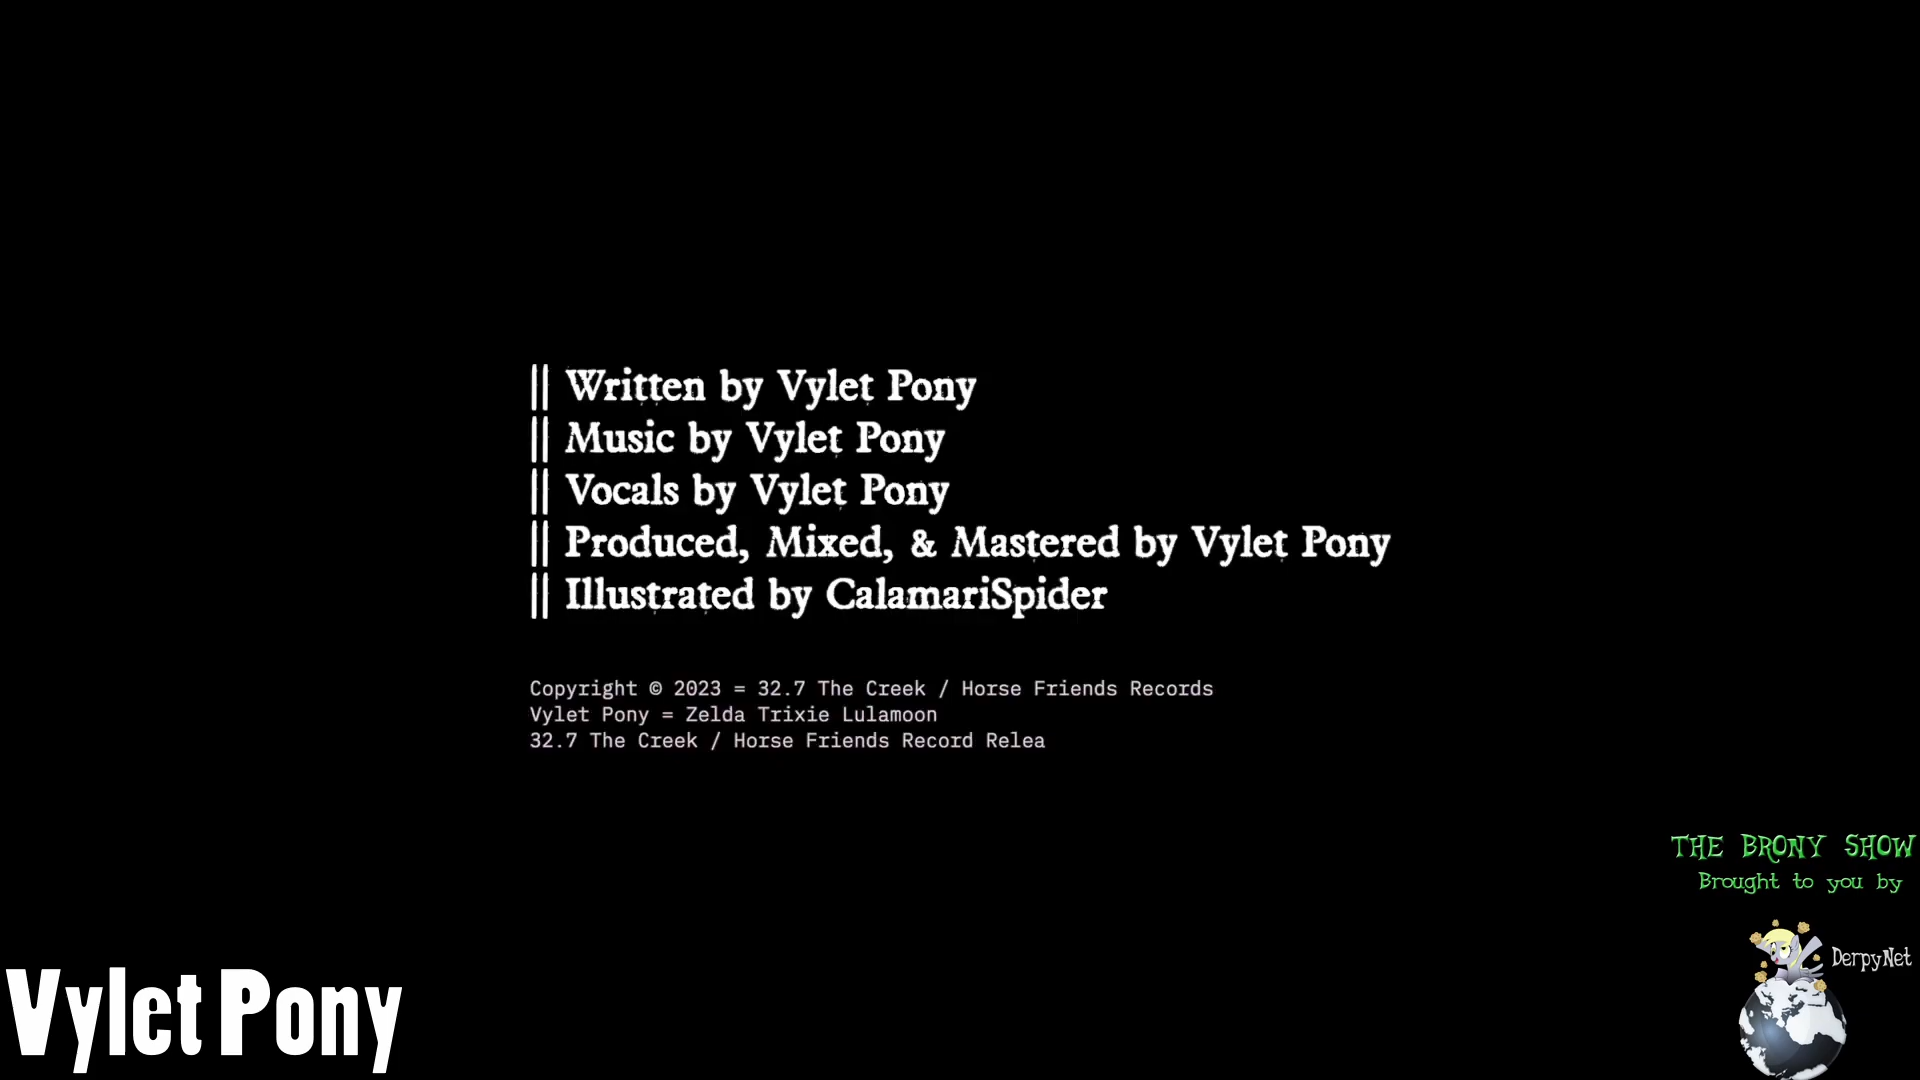 || Written by Vylet Pony
|| Music by Vylet Pony
|| Vocals by Vylet Pony
|| Produced, Mixed, & Mastered by Vylet Pony
|| Illustrated by CalamariSpider
Copyright © 2023 = 32.7 The Creek / Horse Friends Records
Vylet Pony = Zelda Trixie Lulamoon
32.7 The Creek / Horse Friends Record Relea
THE BRONY SHOW
Brought to you by
DerpyNet
Vylet Pony